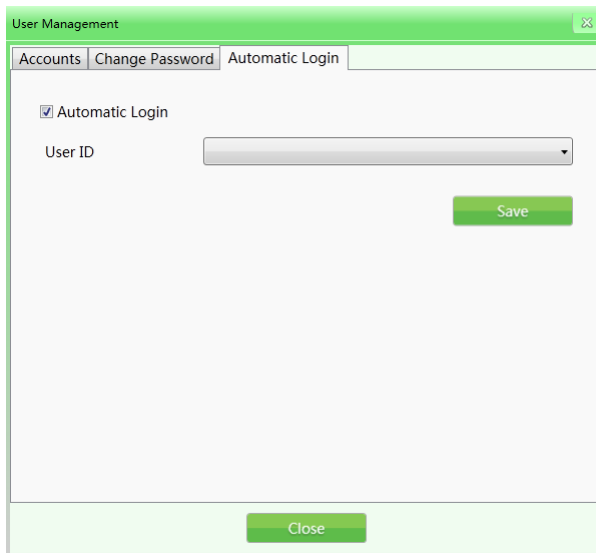 User Management
Accounts Change Password Automatic Login
Automatic Login
User ID
Save
Close